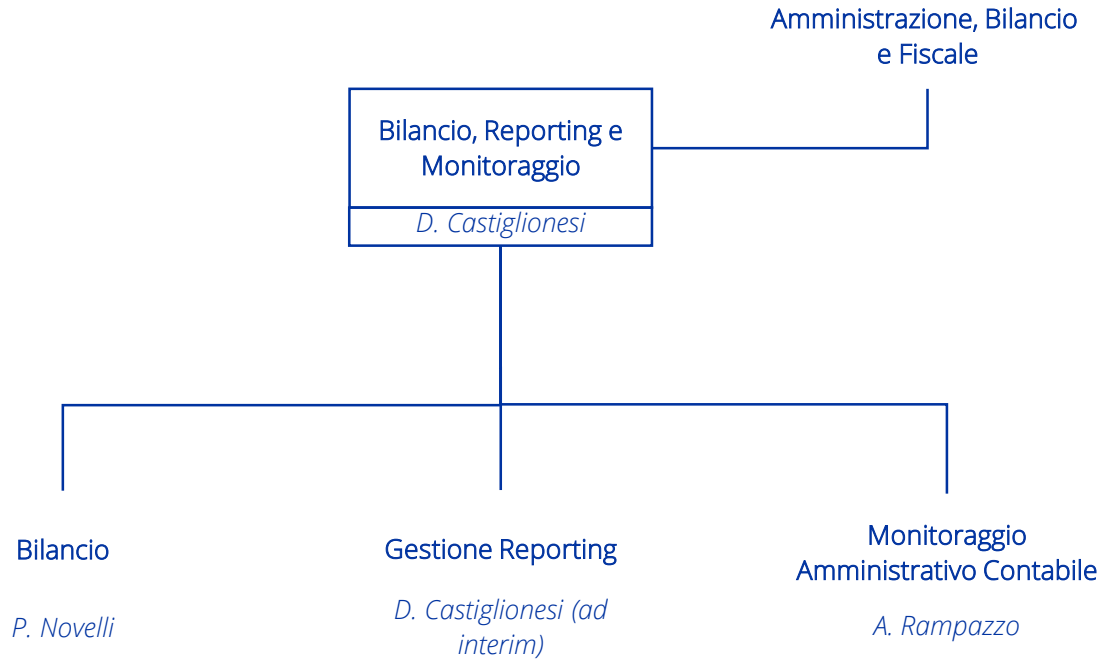 Amministrazione, Bilancio
e Fiscale
Bilancio, Reporting e
Monitoraggio
D. Castiglionesi
Bilancio
P. Novelli
Gestione Reporting
D. Castiglionesi (ad
interim)
Monitoraggio
Amministrativo Contabile
A. Rampazzo